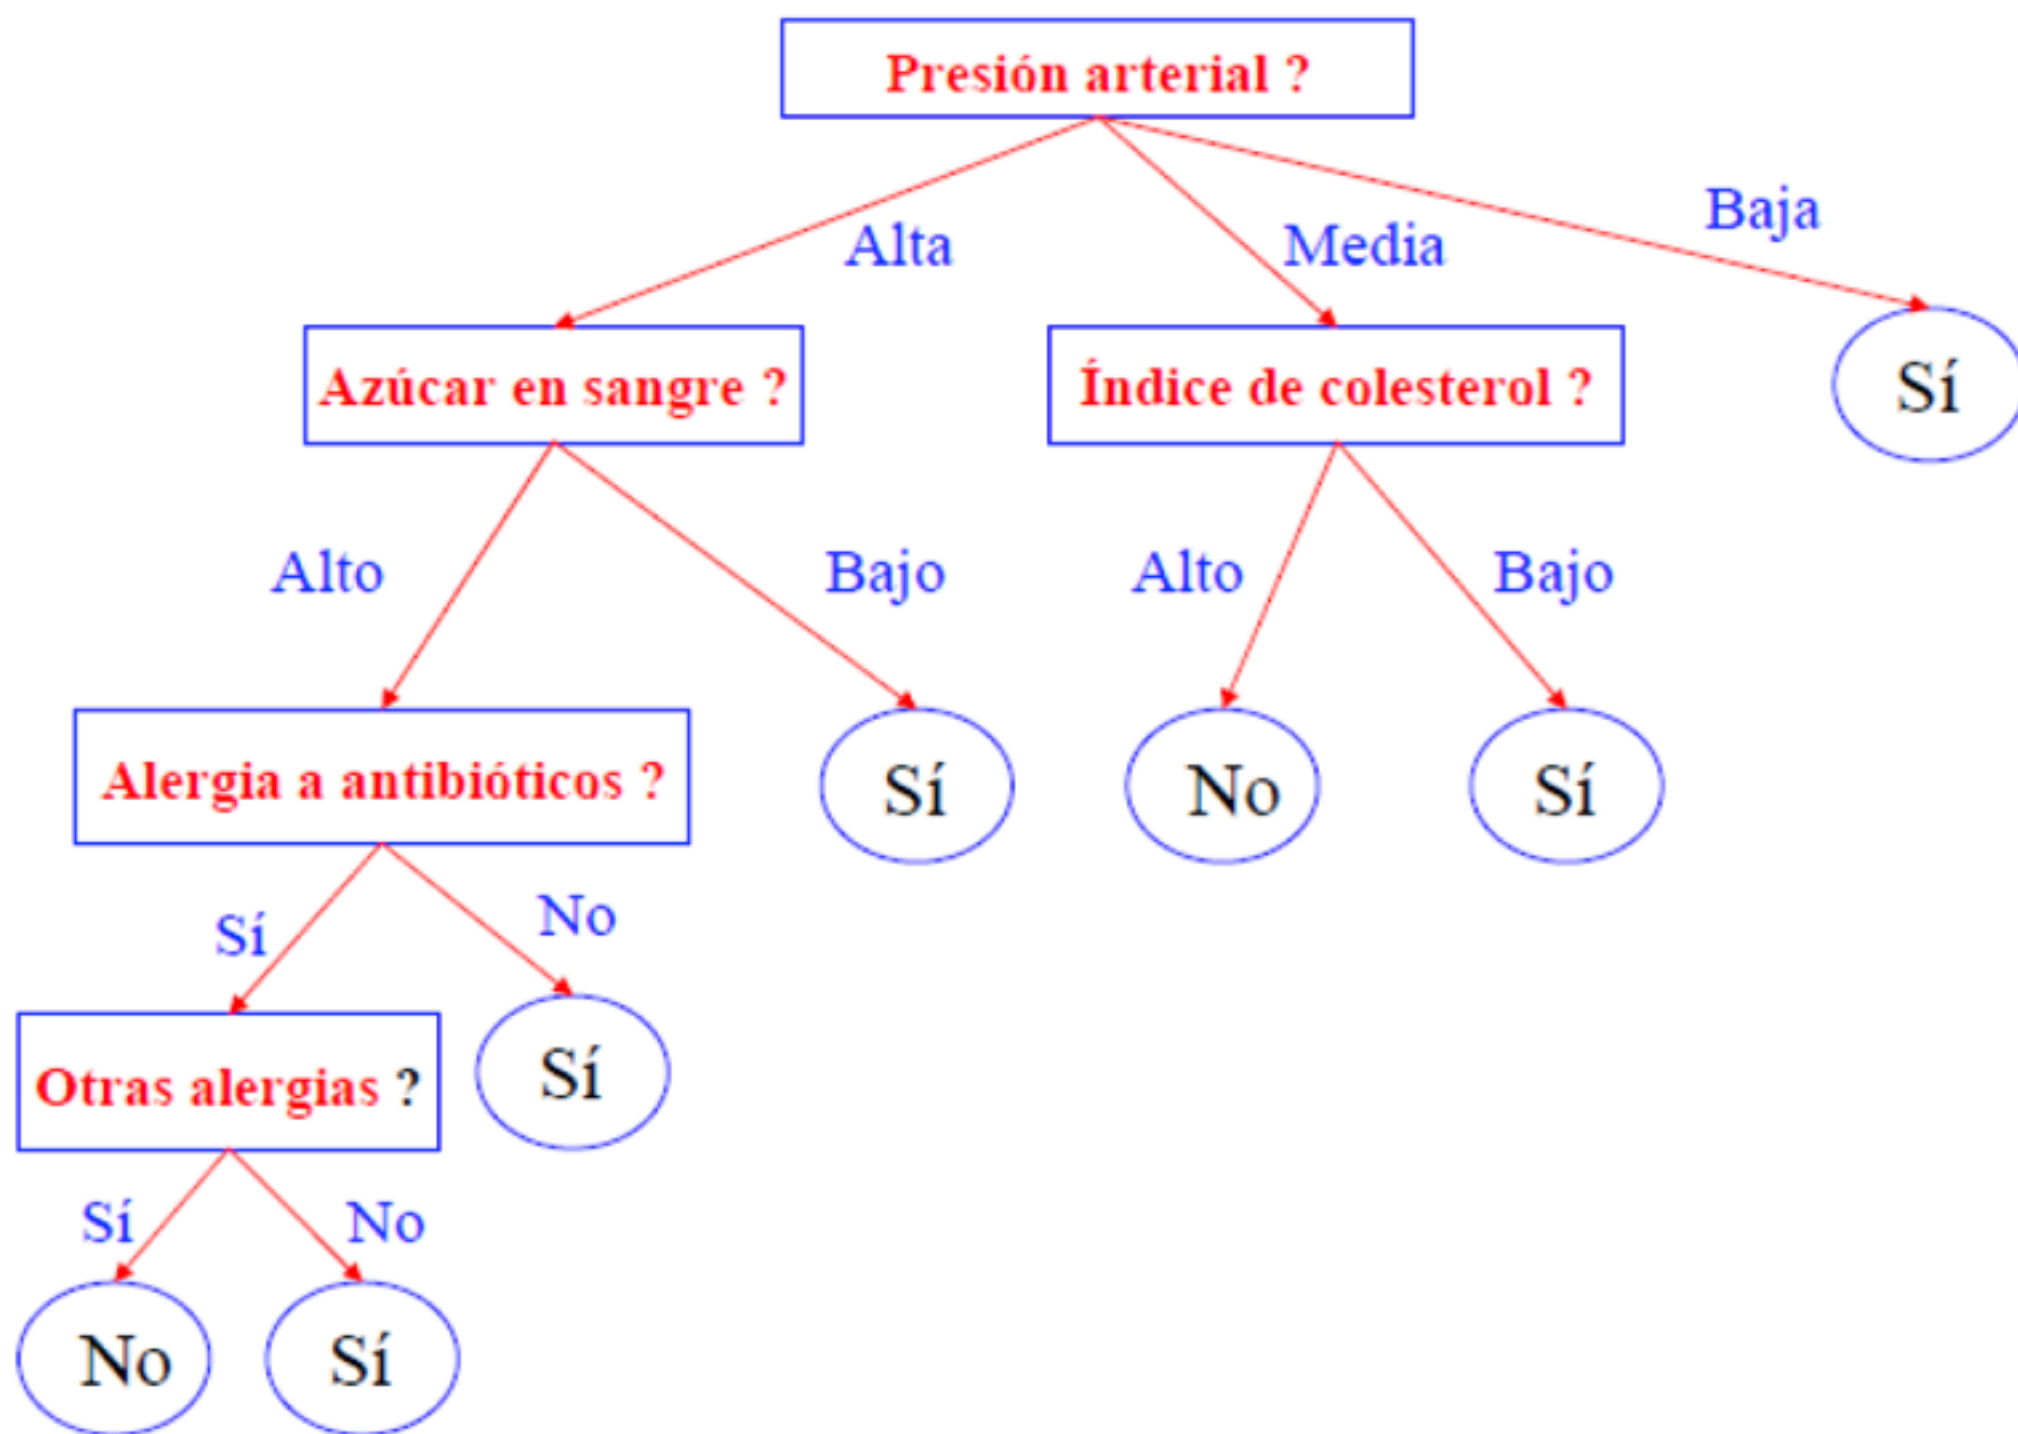 Presión arterial ?
Alta
Media
Baja
Azúcar en sangre ?
Índice de colesterol ?
Sí
Alto
Bajo
Alto
Bajo
Alergia a antibióticos ?
Sí
No
Sí
Sí
No
Otras alergias ?
Sí
Sí
No
No
Sí